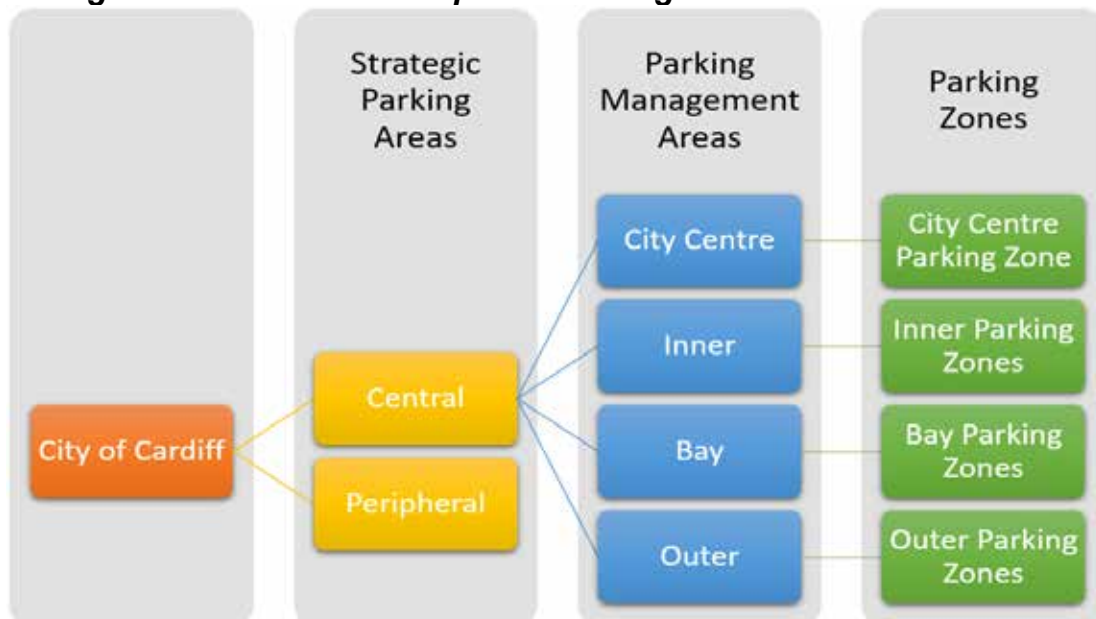 Strategic
Parking
Areas
Parking
Management
Areas
Parking
Zones
City of Cardiff
Central
Peripheral
City Centre
Inner
Bay
Outer
City Centre
Parking Zone
Inner Parking
Zones
Bay Parking
Zones
Outer Parking
Zones